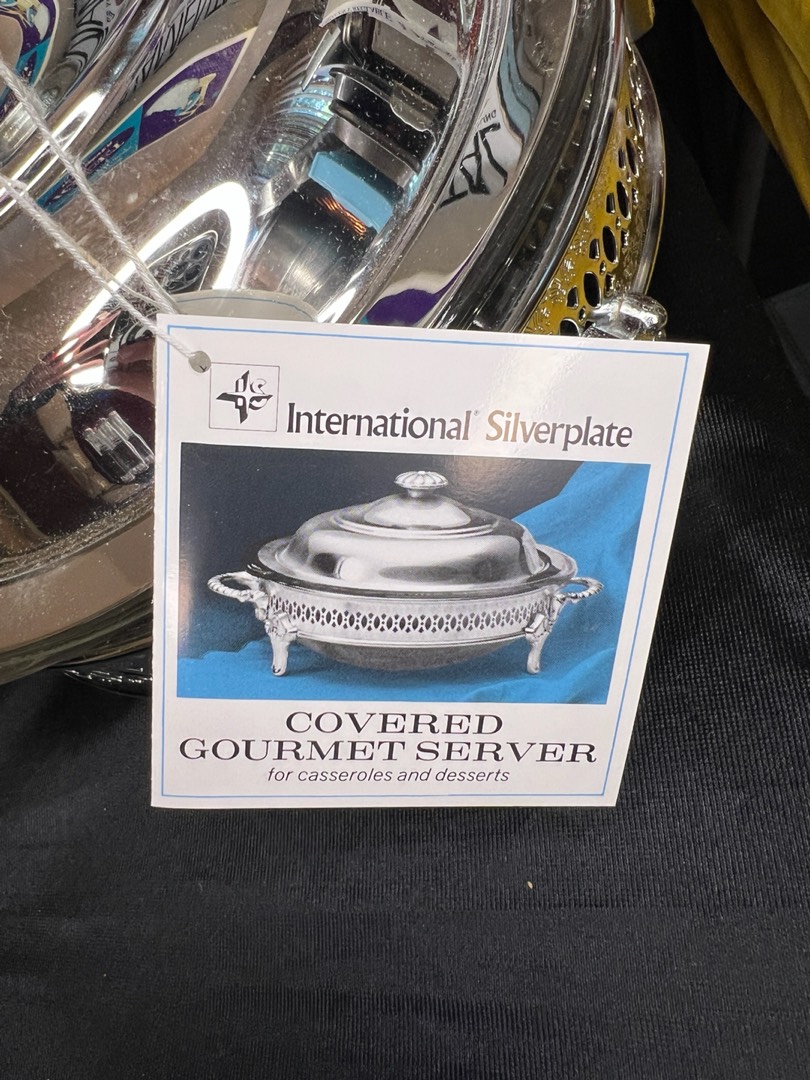 International® Silverplate
COVERED
GOURMET SERVER
for casseroles and desserts